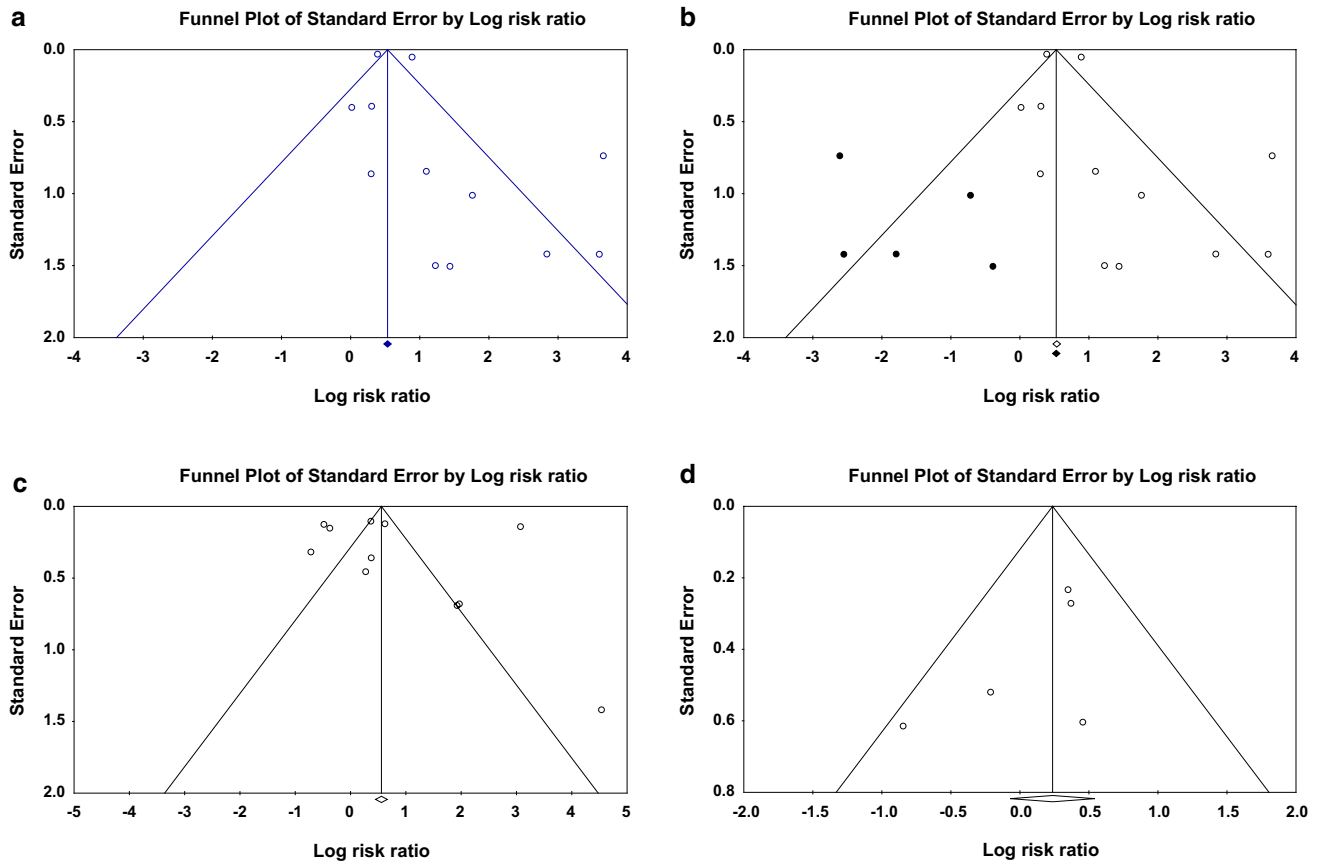 a
Funnel Plot of Standard Error by Log risk ratio
Standard Error
0.0
0.5
1.0
1.5
2.0
-4 -3 -2 -1 0 1 2 3 4
Log risk ratio
b
Funnel Plot of Standard Error by Log risk ratio
Standard Error
0.0
0.5
1.0
1.5
2.0
-4 -3 -2 -1 0 1 2 3 4
Log risk ratio
c
Funnel Plot of Standard Error by Log risk ratio
Standard Error
0.0
0.5
1.0
1.5
2.0
-5 -4 -3 -2 -1 0 1 2 3 4 5
Log risk ratio
d
Funnel Plot of Standard Error by Log risk ratio
Standard Error
0.0
0.2
0.4
0.6
0.8
-2.0 -1.5 -1.0 -0.5 0.0 0.5 1.0 1.5 2.0
Log risk ratio